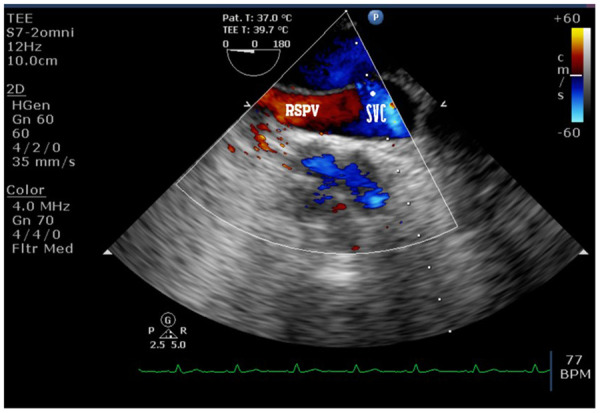 TEE
S7-2omni
12Hz
10.0cm
2D
HGen
Gn 60
60
4/2/0
35 mm/s
Color
4.0 MHz
Gn 70
4/4/0
Fltr Med
Pat. T: 37.0 °C
TEE T: 39.7 °C
0 180
P
+60
c
m
/
s
-60
RSPV SVC
G
P R
2.5 5.0
77
BPM